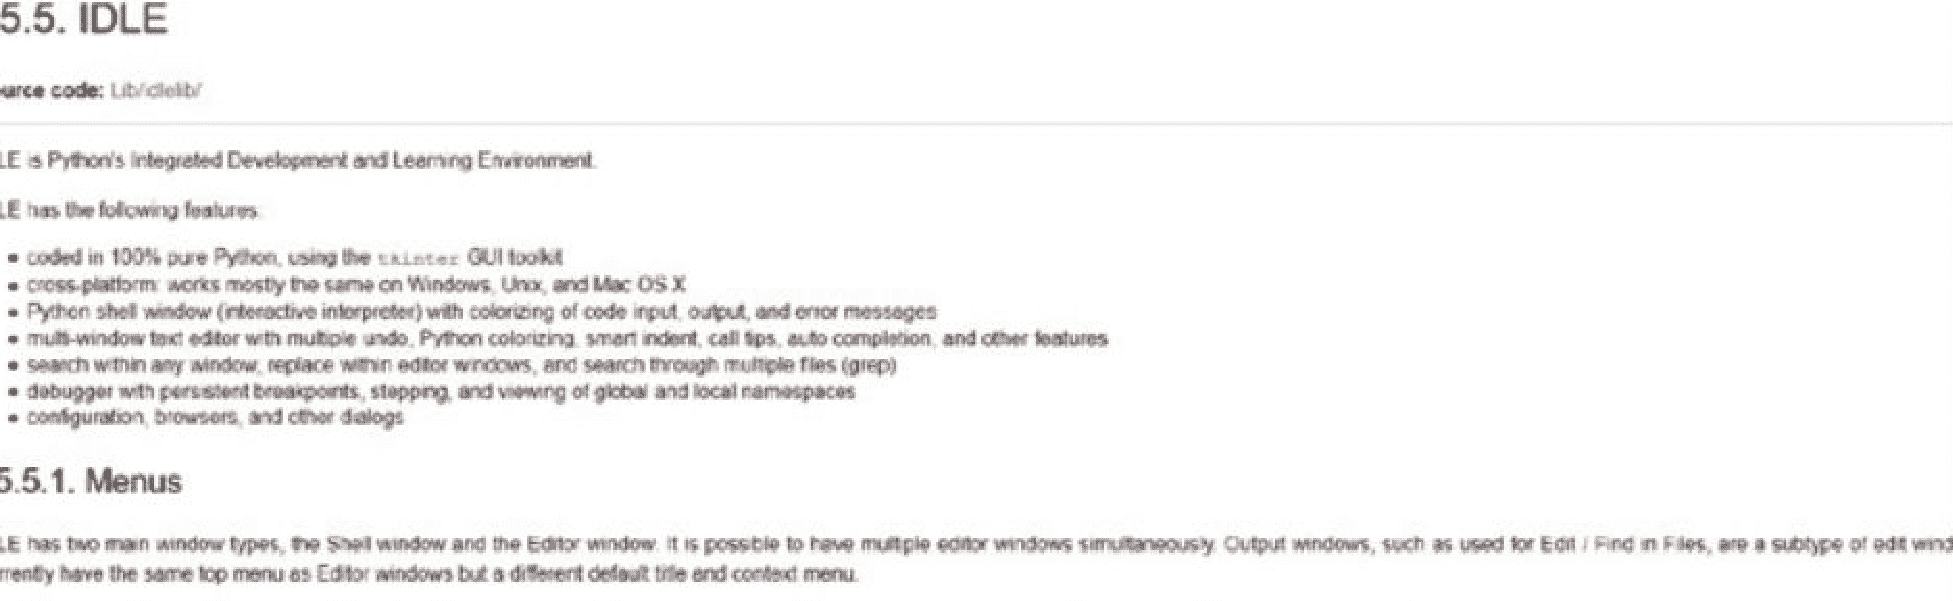 5.5. IDLE
urce code: Lib/idlelib/
LE is Python's Integrated Development and Learning Environment.
LE has the following features:
• coded in 100% pure Python, using the tkinter GUI toolkit
• cross-platform: works mostly the same on Windows, Unix, and Mac OS X
• Python shell window (interactive interpreter) with colorizing of code input, output, and error messages
• multi-window text editor with multiple undo, Python colorizing, smart indent, call tips, auto completion, and other features
• search within any window, replace within editor windows, and search through multiple files (grep)
• debugger with persistent breakpoints, stepping, and viewing of global and local namespaces
• configuration, browsers, and other dialogs
5.5.1. Menus
LE has two main window types, the Shell window and the Editor window. It is possible to have multiple editor windows simultaneously. Output windows, such as used for Edit / Find in Files, are a subtype of edit wind
rrently have the same top menu as Editor windows but a different default title and context menu.